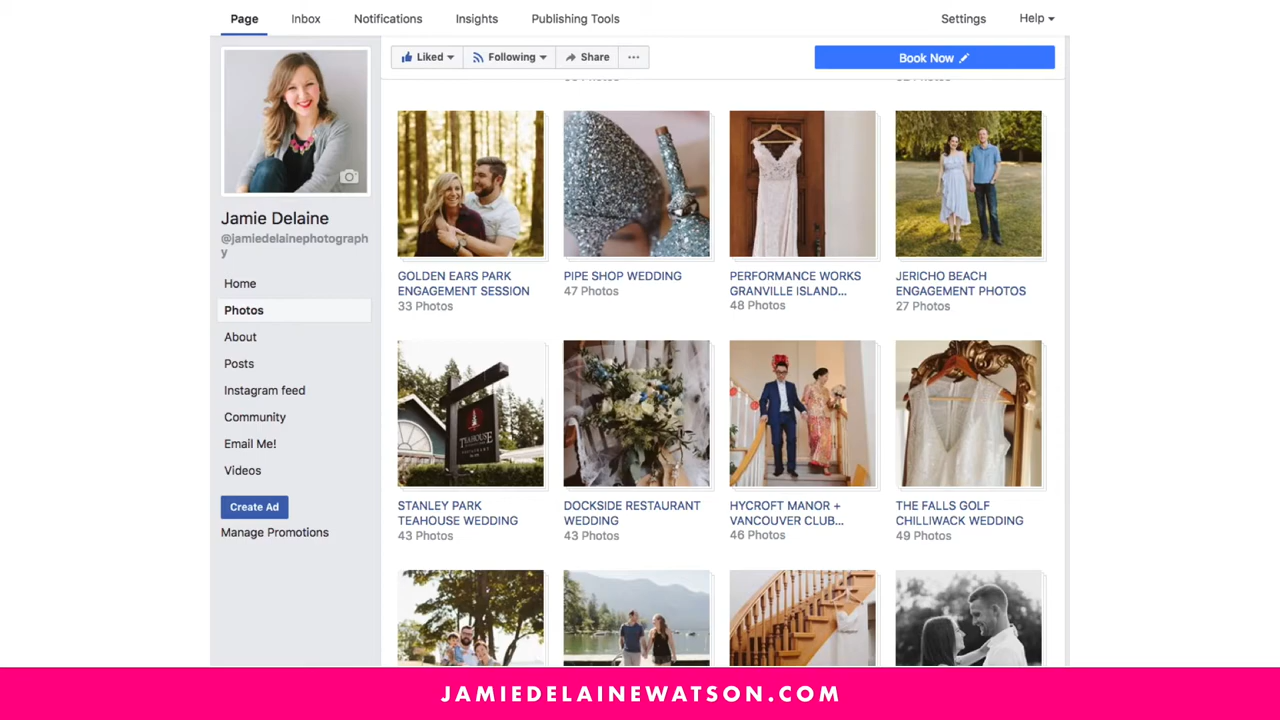 Page Inbox Notifications Insights Publishing Tools Settings Help
Liked Following Share ... Book Now
Jamie Delaine
@jamiedelainephotograph
y
Home
Photos
About
Posts
Instagram feed
Community
Email Me!
Videos
Create Ad
Manage Promotions
GOLDEN EARS PARK
ENGAGEMENT SESSION
33 Photos
PIPE SHOP WEDDING
47 Photos
PERFORMANCE WORKS
GRANVILLE ISLAND...
48 Photos
JERICHO BEACH
ENGAGEMENT PHOTOS
27 Photos
TEAHOUSE
STANLEY PARK
TEAHOUSE WEDDING
43 Photos
DOCKSIDE RESTAURANT
WEDDING
43 Photos
HYCROFT MANOR +
VANCOUVER CLUB...
46 Photos
THE FALLS GOLF
CHILLIWACK WEDDING
49 Photos
JAMIEDELAINEWATSON.COM